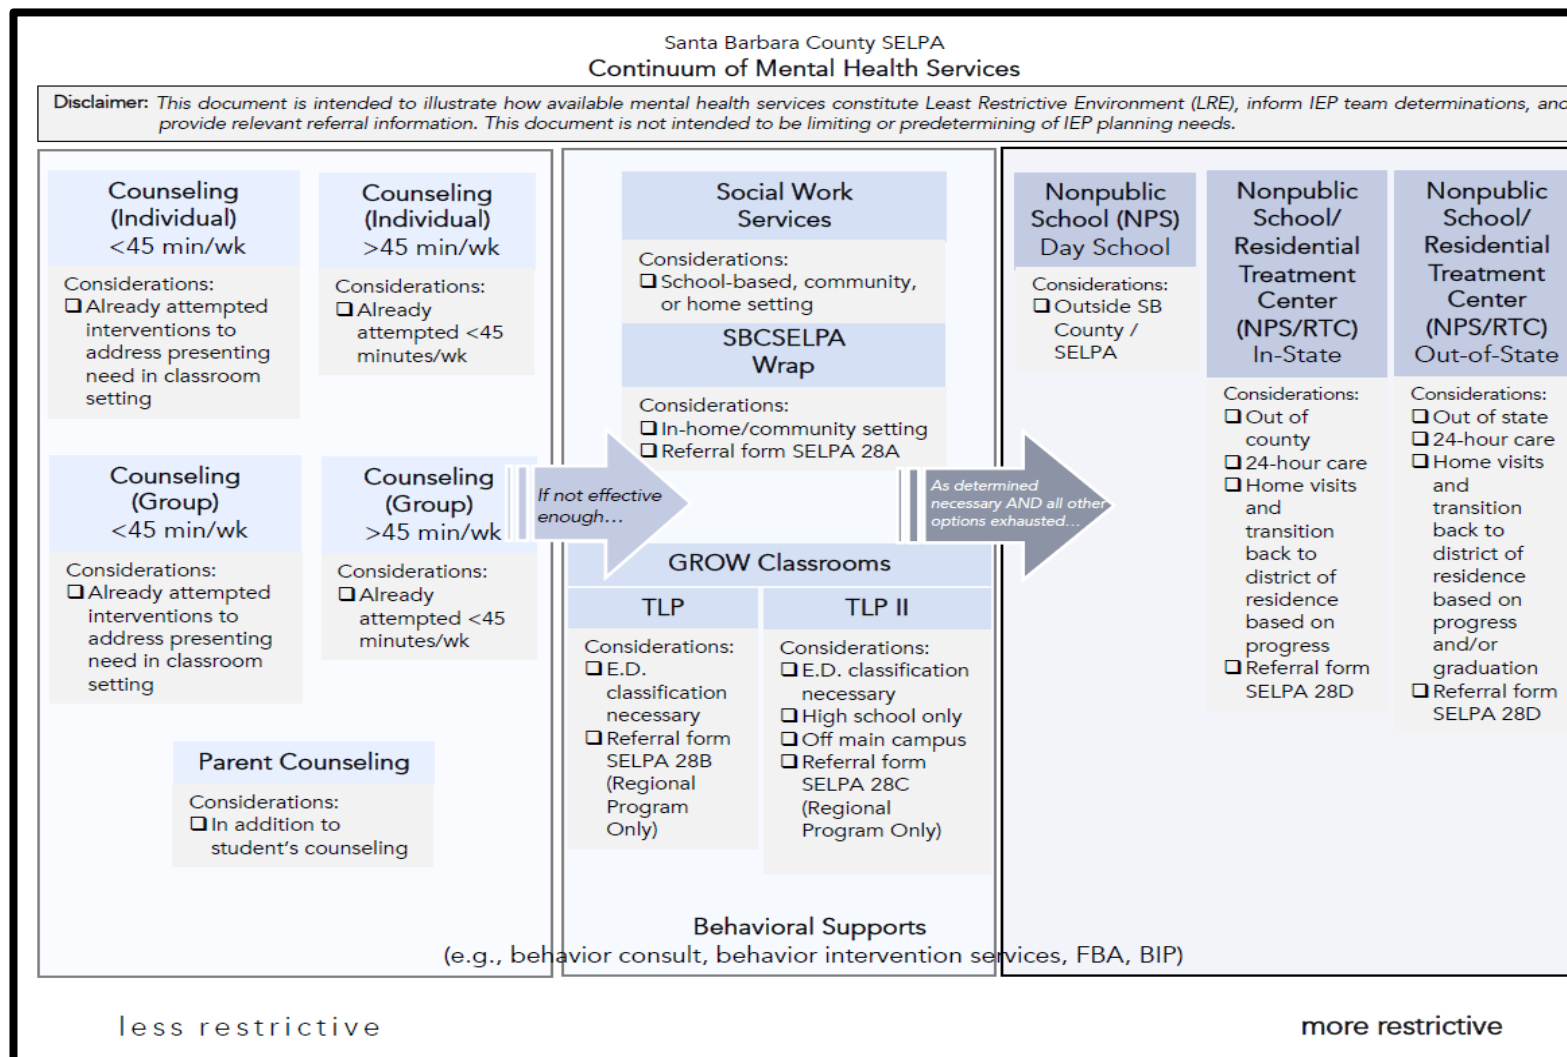 Santa Barbara County SELPA
Continuum of Mental Health Services
Disclaimer: This document is intended to illustrate how available mental health services constitute Least Restrictive Environment (LRE), inform IEP team determinations, and
provide relevant referral information. This document is not intended to be limiting or predetermining of IEP planning needs.
Counseling
(Individual)
<45 min/wk
Considerations:
❑ Already attempted
interventions to
address presenting
need in classroom
setting
Counseling
(Individual)
>45 min/wk
Considerations:
❑ Already
attempted <45
minutes/wk
Counseling
(Group)
<45 min/wk
Considerations:
❑ Already attempted
interventions to
address presenting
need in classroom
setting
Counseling
(Group)
>45 min/wk
Considerations:
❑ Already
attempted <45
minutes/wk
Parent Counseling
Considerations:
❑ In addition to
student's counseling
If not effective
enough...
Social Work
Services
Considerations:
❑ School-based, community,
or home setting
SBCSELPA
Wrap
Considerations:
❑ In-home/community setting
❑ Referral form SELPA 28A
GROW Classrooms
TLP
Considerations:
❑ E.D.
classification
necessary
❑ Referral form
SELPA 28B
(Regional
Program
Only)
TLP II
Considerations:
❑ E.D. classification
necessary
❑ High school only
❑ Off main campus
❑ Referral form
SELPA 28C
(Regional
Program Only)
As determined
necessary AND all other
options exhausted...
Nonpublic
School (NPS)
Day School
Considerations:
❑ Outside SB
County /
SELPA
Nonpublic
School/
Residential
Treatment
Center
(NPS/RTC)
In-State
Considerations:
❑ Out of
county
❑ 24-hour care
❑ Home visits
and
transition
back to
district of
residence
based on
progress
❑ Referral form
SELPA 28D
Nonpublic
School/
Residential
Treatment
Center
(NPS/RTC)
Out-of-State
Considerations:
❑ Out of state
❑ 24-hour care
❑ Home visits
and
transition
back to
district of
residence
based on
progress
and/or
graduation
❑ Referral form
SELPA 28D
Behavioral Supports
(e.g., behavior consult, behavior intervention services, FBA, BIP)
less restrictive
more restrictive